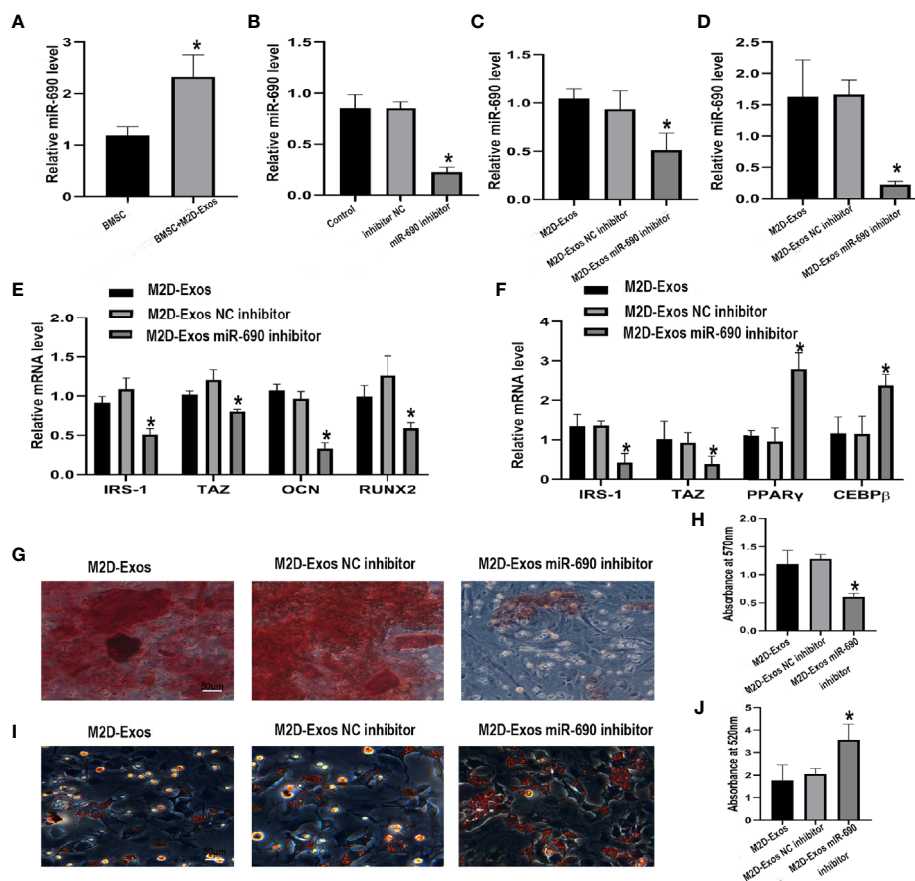 A
Relative miR-690 level
3
2
1
0
*
BMSC
BMSC+M2D-Exos
B
Relative miR-690 level
1.5
1.0
0.5
0.0
*
Control
inhibitor NC
miR-690 inhibitor
C
Relative miR-690 level
1.5
1.0
0.5
0.0
*
M2D-Exos
M2D-Exos NC initibitor
M2D-Exos miR-690 inhibitor
D
Relative miR-690 level
2.5
2.0
1.5
1.0
0.5
0.0
*
M2D-Exos
M2D-Exos NC initibitor
M2D-Exos miR-690 inhibitor
E
M2D-Exos
M2D-Exos NC inhibitor
M2D-Exos miR-690 inhibitor
Relative mRNA level
2.0
1.5
1.0
0.5
0.0
* * * *
IRS-1 TAZ OCN RUNX2
F
M2D-Exos
M2D-Exos NC inhibitor
M2D-Exos miR-690 inhibitor
Relative mRNA level
4
3
2
1
0
* * * *
IRS-1 TAZ PPARγ CEBPβ
G
M2D-Exos
M2D-Exos NC inhibitor
M2D-Exos miR-690 inhibitor
50μm
H
Absorbance at 570nm
2.0
1.5
1.0
0.5
0.0
*
M2D-Exos
M2D-Exos NC inhibitor
M2D-Exos miR-690
inhibitor
I
M2D-Exos
M2D-Exos NC inhibitor
M2D-Exos miR-690 inhibitor
50μm
J
Absorbance at 520nm
5
4
3
2
1
0
*
M2D-Exos
M2D-Exos NC inhibitor
M2D-Exos miR-690
inhibitor